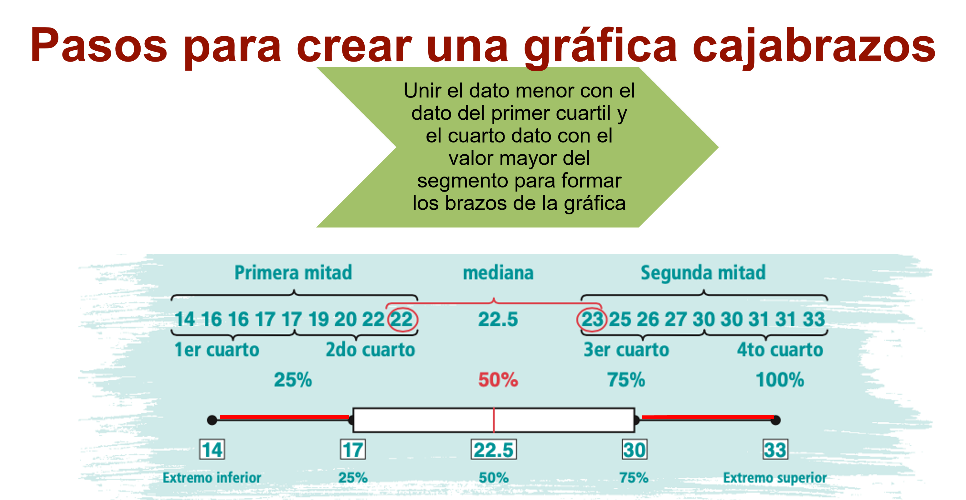 Pasos para crear una gráfica cajabrazos
Unir el dato menor con el
dato del primer cuartil y
el cuarto dato con el
valor mayor del
segmento para formar
los brazos de la gráfica
Primera mitad mediana Segunda mitad
14 16 16 17 17 19 20 22 22 22.5 23 25 26 27 30 30 31 31 33
1er cuarto 2do cuarto 3er cuarto 4to cuarto
25% 50% 75% 100%
14 17 22.5 30 33
Extremo inferior 25% 50% 75% Extremo superior